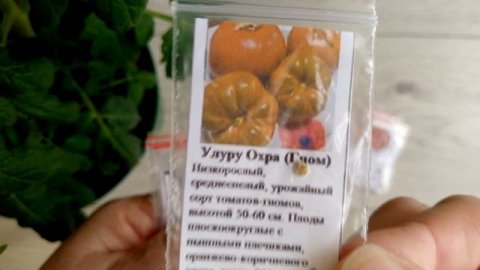 Улуру Охра (Гном)
Низкорослый,
среднеспелый, урожайный
сорт томатов-гномов,
высотой 50-60 см. Плоды
плоскоокруглые с
пышными плечиками,
оранжево-коричневого